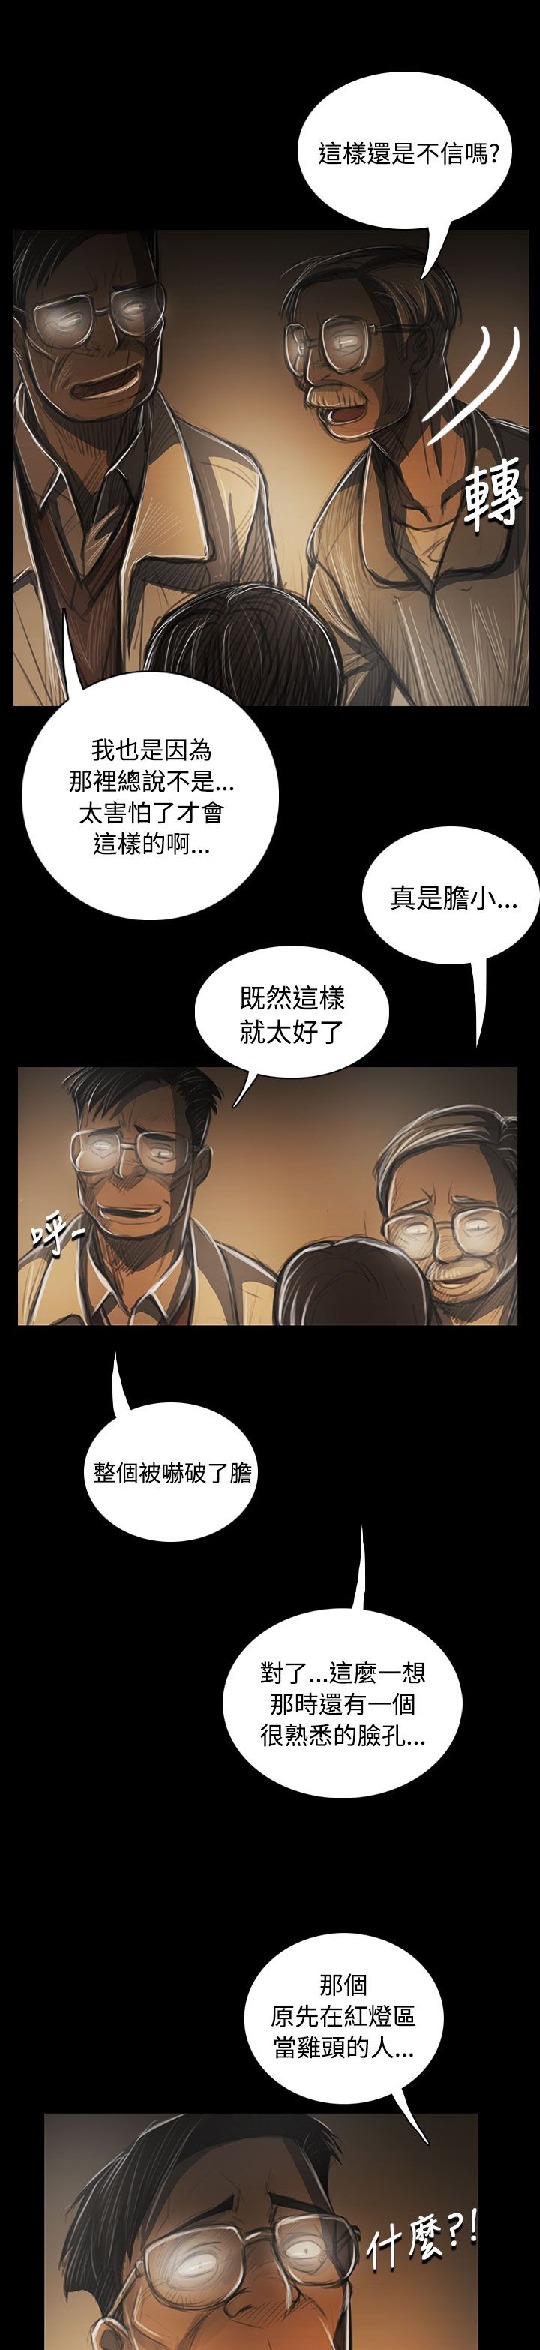 這樣還是不信嗎?
轉
我也是因為
那裡總說不是...
太害怕了才會
這樣的啊...
真是膽小...
既然這樣
就太好了
呼~
整個被嚇破了膽
對了...這麼一想
那時還有一個
很熟悉的臉孔...
那個
原先在紅燈區
當雞頭的人...
什麼?!